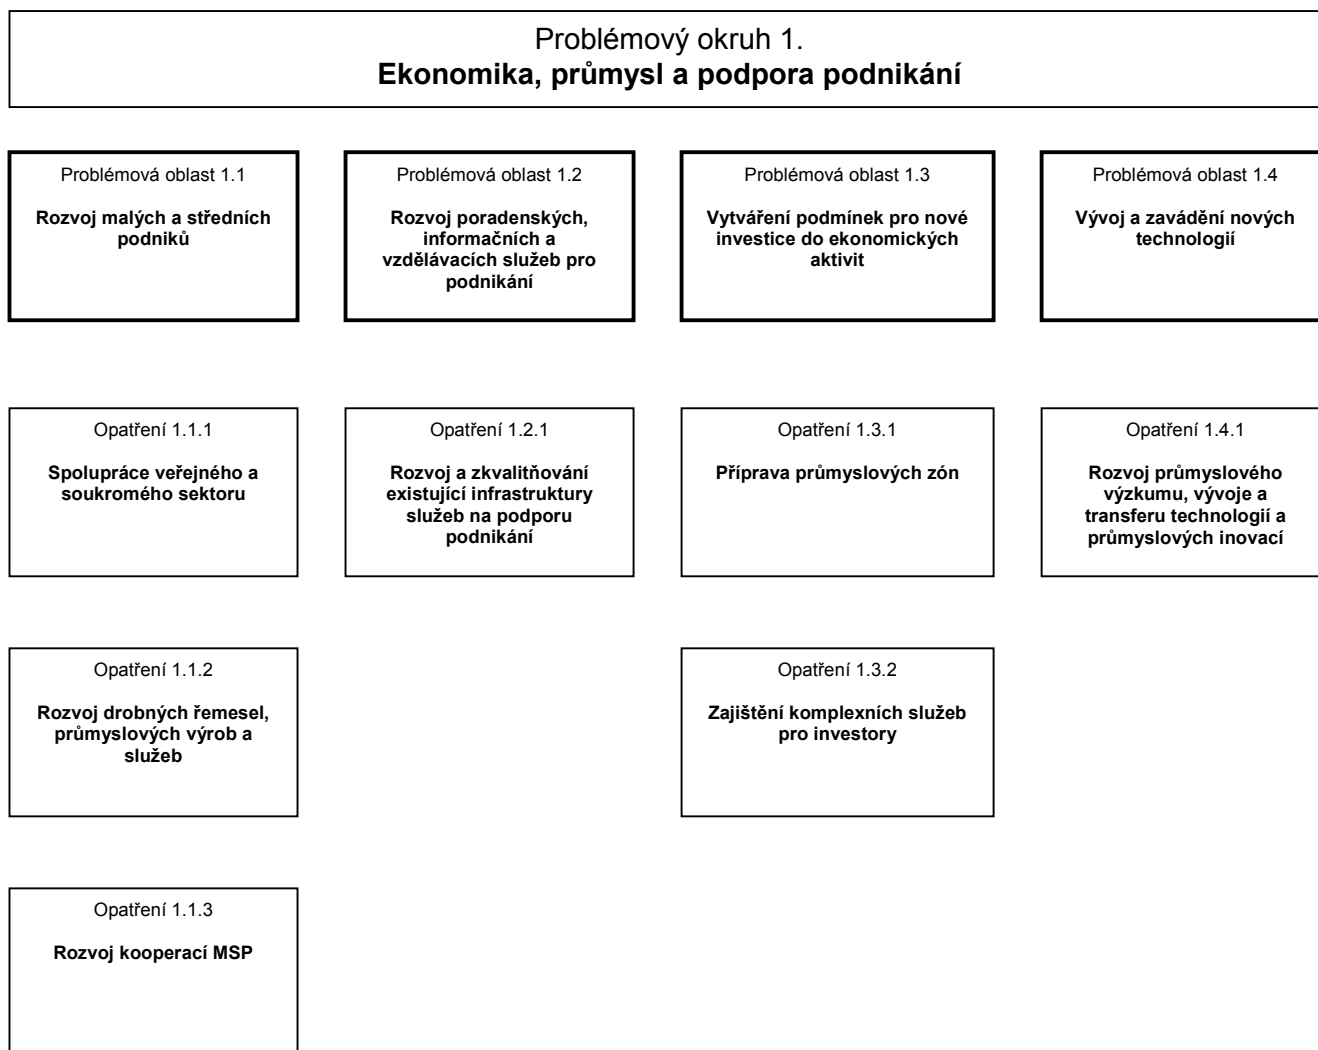 Problémový okruh 1.
Ekonomika, průmysl a podpora podnikání
Problémová oblast 1.1
Rozvoj malých a středních
podniků
Problémová oblast 1.2
Rozvoj poradenských,
informačních a
vzdělávacích služeb pro
podnikání
Problémová oblast 1.3
Vytváření podmínek pro nové
investice do ekonomických
aktivit
Problémová oblast 1.4
Vývoj a zavádění nových
technologií
Opatření 1.1.1
Spolupráce veřejného a
soukromého sektoru
Opatření 1.2.1
Rozvoj a zkvalitňování
existující infrastruktury
služeb na podporu
podnikání
Opatření 1.3.1
Příprava průmyslových zón
Opatření 1.4.1
Rozvoj průmyslového
výzkumu, vývoje a
transferu technologií a
průmyslových inovací
Opatření 1.1.2
Rozvoj drobných řemesel,
průmyslových výrob a
služeb
Opatření 1.3.2
Zajištění komplexních služeb
pro investory
Opatření 1.1.3
Rozvoj kooperací MSP